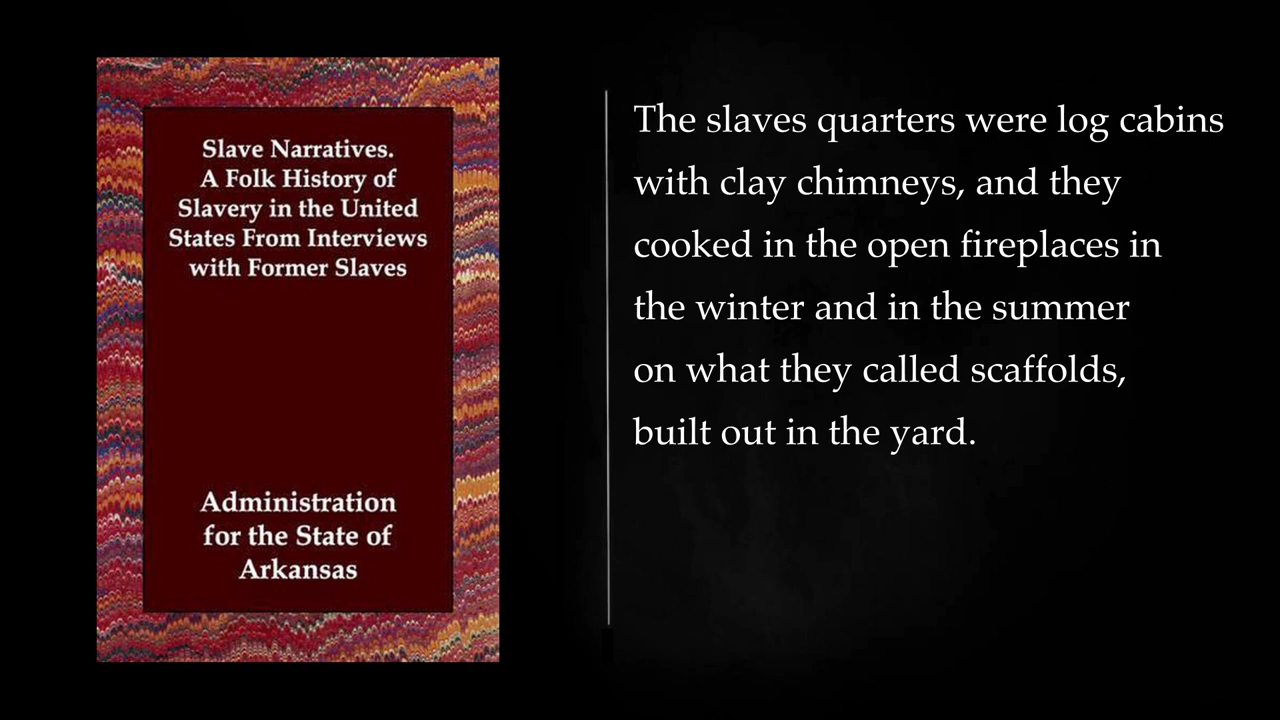 Slave Narratives.
A Folk History of
Slavery in the United
States From Interviews
with Former Slaves
Administration
for the State of
Arkansas
The slaves quarters were log cabins
with clay chimneys, and they
cooked in the open fireplaces in
the winter and in the summer
on what they called scaffolds,
built out in the yard.